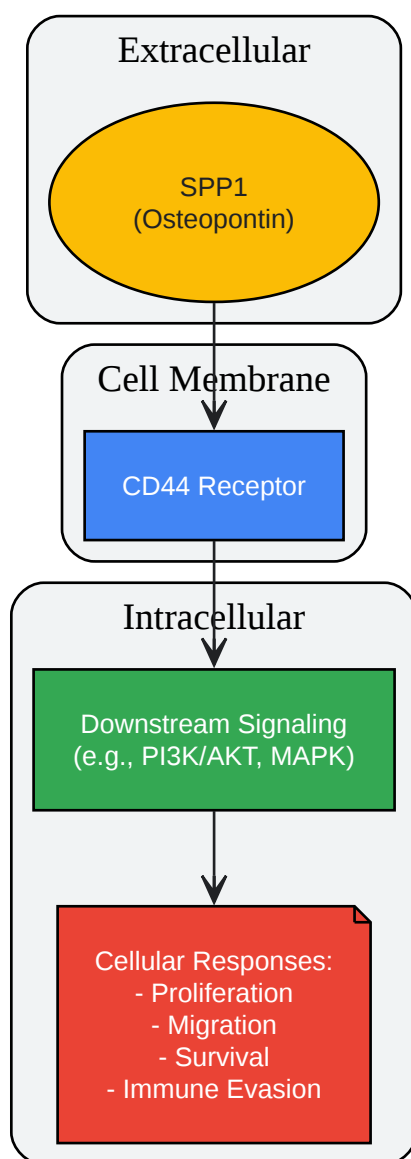 Extracellular
SPP1
(Osteopontin)
Cell Membrane
CD44 Receptor
Intracellular
Downstream Signaling
(e.g., PI3K/AKT, MAPK)
Cellular Responses:
- Proliferation
- Migration
- Survival
- Immune Evasion